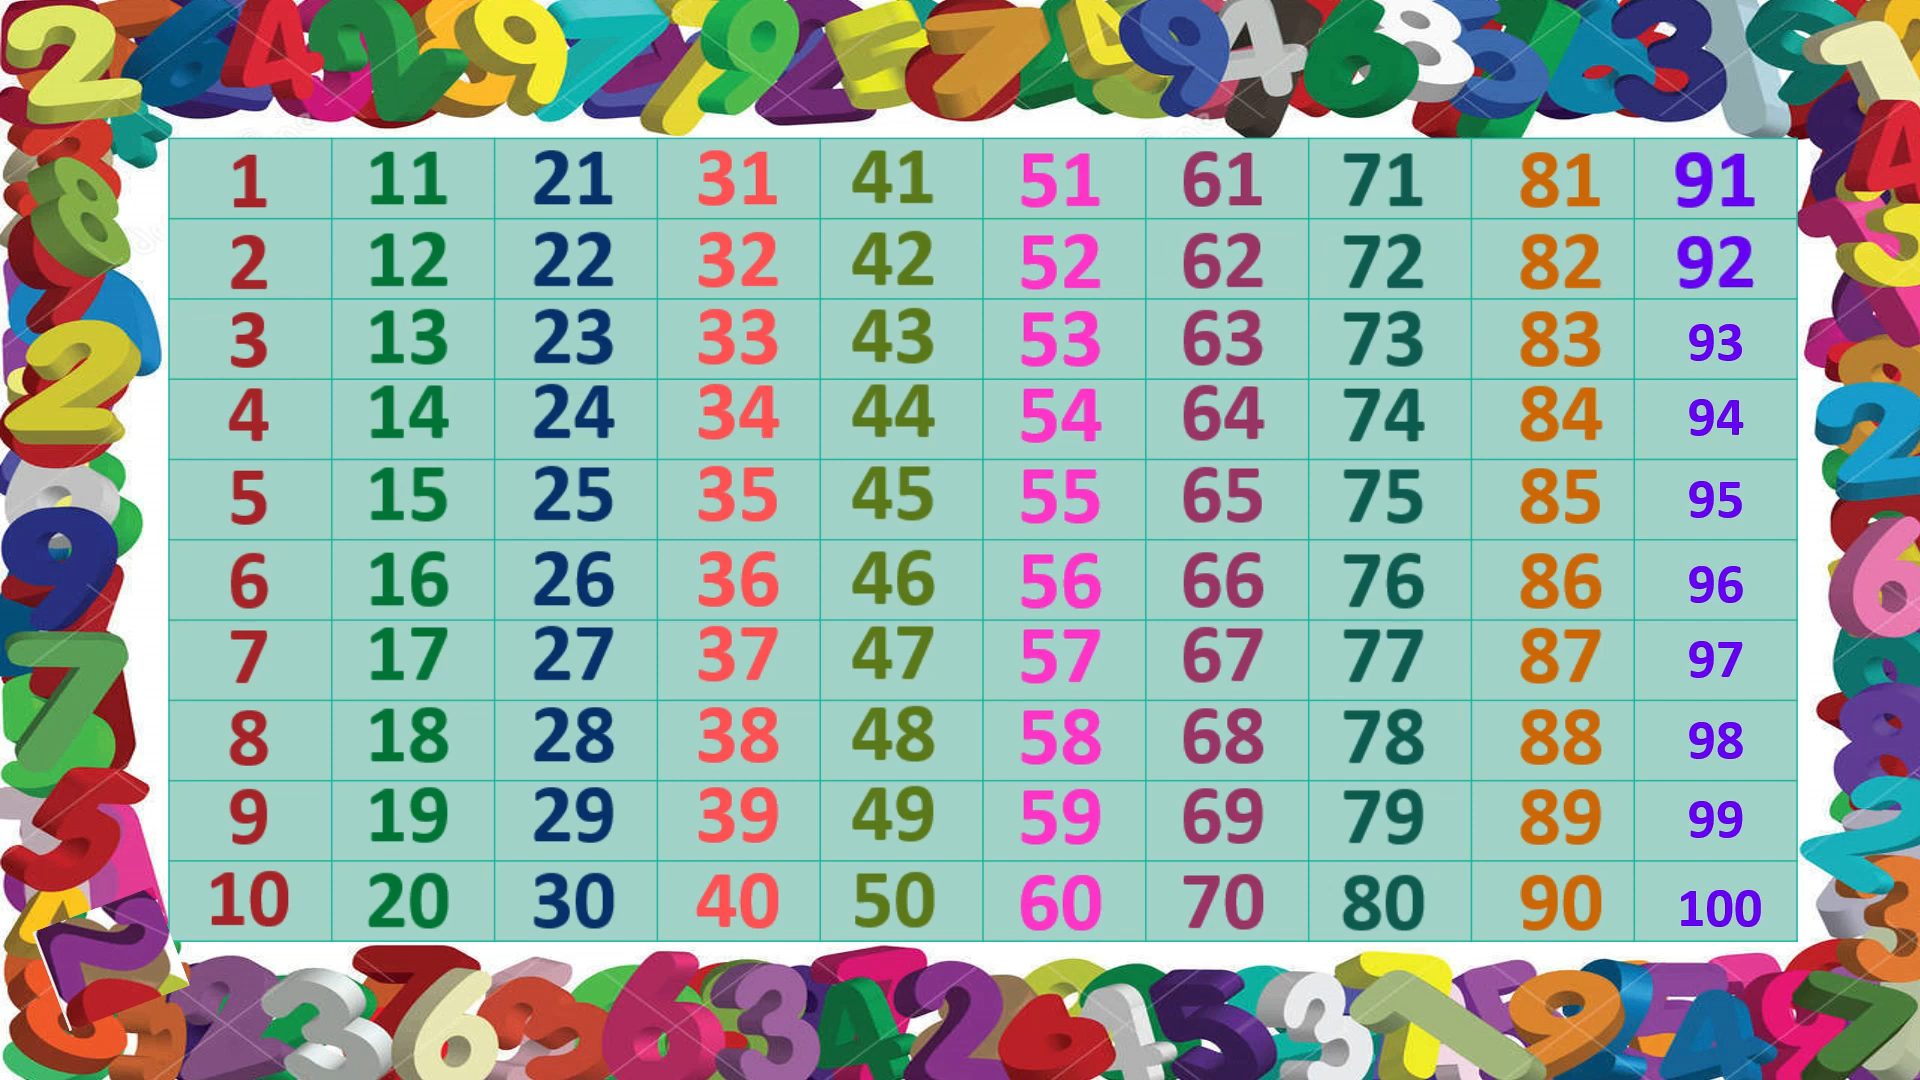 1 11 21 31 41 51 61 71 81 91
2 12 22 32 42 52 62 72 82 92
3 13 23 33 43 53 63 73 83 93
4 14 24 34 44 54 64 74 84 94
5 15 25 35 45 55 65 75 85 95
6 16 26 36 46 56 66 76 86 96
7 17 27 37 47 57 67 77 87 97
8 18 28 38 48 58 68 78 88 98
9 19 29 39 49 59 69 79 89 99
10 20 30 40 50 60 70 80 90 100